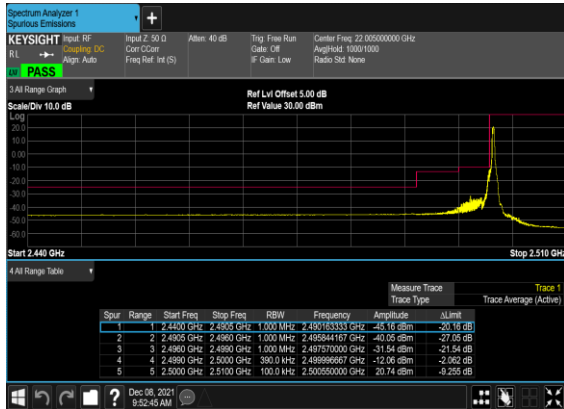 Spectrum Analyzer 1
Spurious Emissions
+
KEYSIGHT Input: RF Input Z: 50 Ω Atten: 40 dB Trig: Free Run Center Freq: 22.005000000 GHz
RL Coupling: DC Corr CCorr Gate: Off Avg|Hold: 1000/1000
Align: Auto Freq Ref: Int (S) IF Gain: Low Radio Std: None
LW PASS
3 All Range Graph
Ref Lvl Offset 5.00 dB
Scale/Div 10.0 dB Ref Value 30.00 dBm
Log
20.0
10.0
0.00
-10.0
-20.0
-30.0
-40.0
-50.0
-60.0
Start 2.440 GHz Stop 2.510 GHz
4 All Range Table
Measure Trace Trace 1
Trace Type Trace Average (Active)
Spur Range Start Freq Stop Freq RBW Frequency Amplitude ΔLimit
1 1 2.4400 GHz 2.4905 GHz 1.000 MHz 2.490163333 GHz -45.16 dBm -20.16 dB
2 2 2.4905 GHz 2.4960 GHz 1.000 MHz 2.495844167 GHz -40.05 dBm -27.05 dB
3 3 2.4960 GHz 2.4990 GHz 1.000 MHz 2.497570000 GHz -31.54 dBm -21.54 dB
4 4 2.4990 GHz 2.5000 GHz 390.0 kHz 2.499996667 GHz -12.06 dBm -2.062 dB
5 5 2.5000 GHz 2.5100 GHz 100.0 kHz 2.500550000 GHz 20.74 dBm -9.255 dB
? Dec 08, 2021
9:52:45 AM